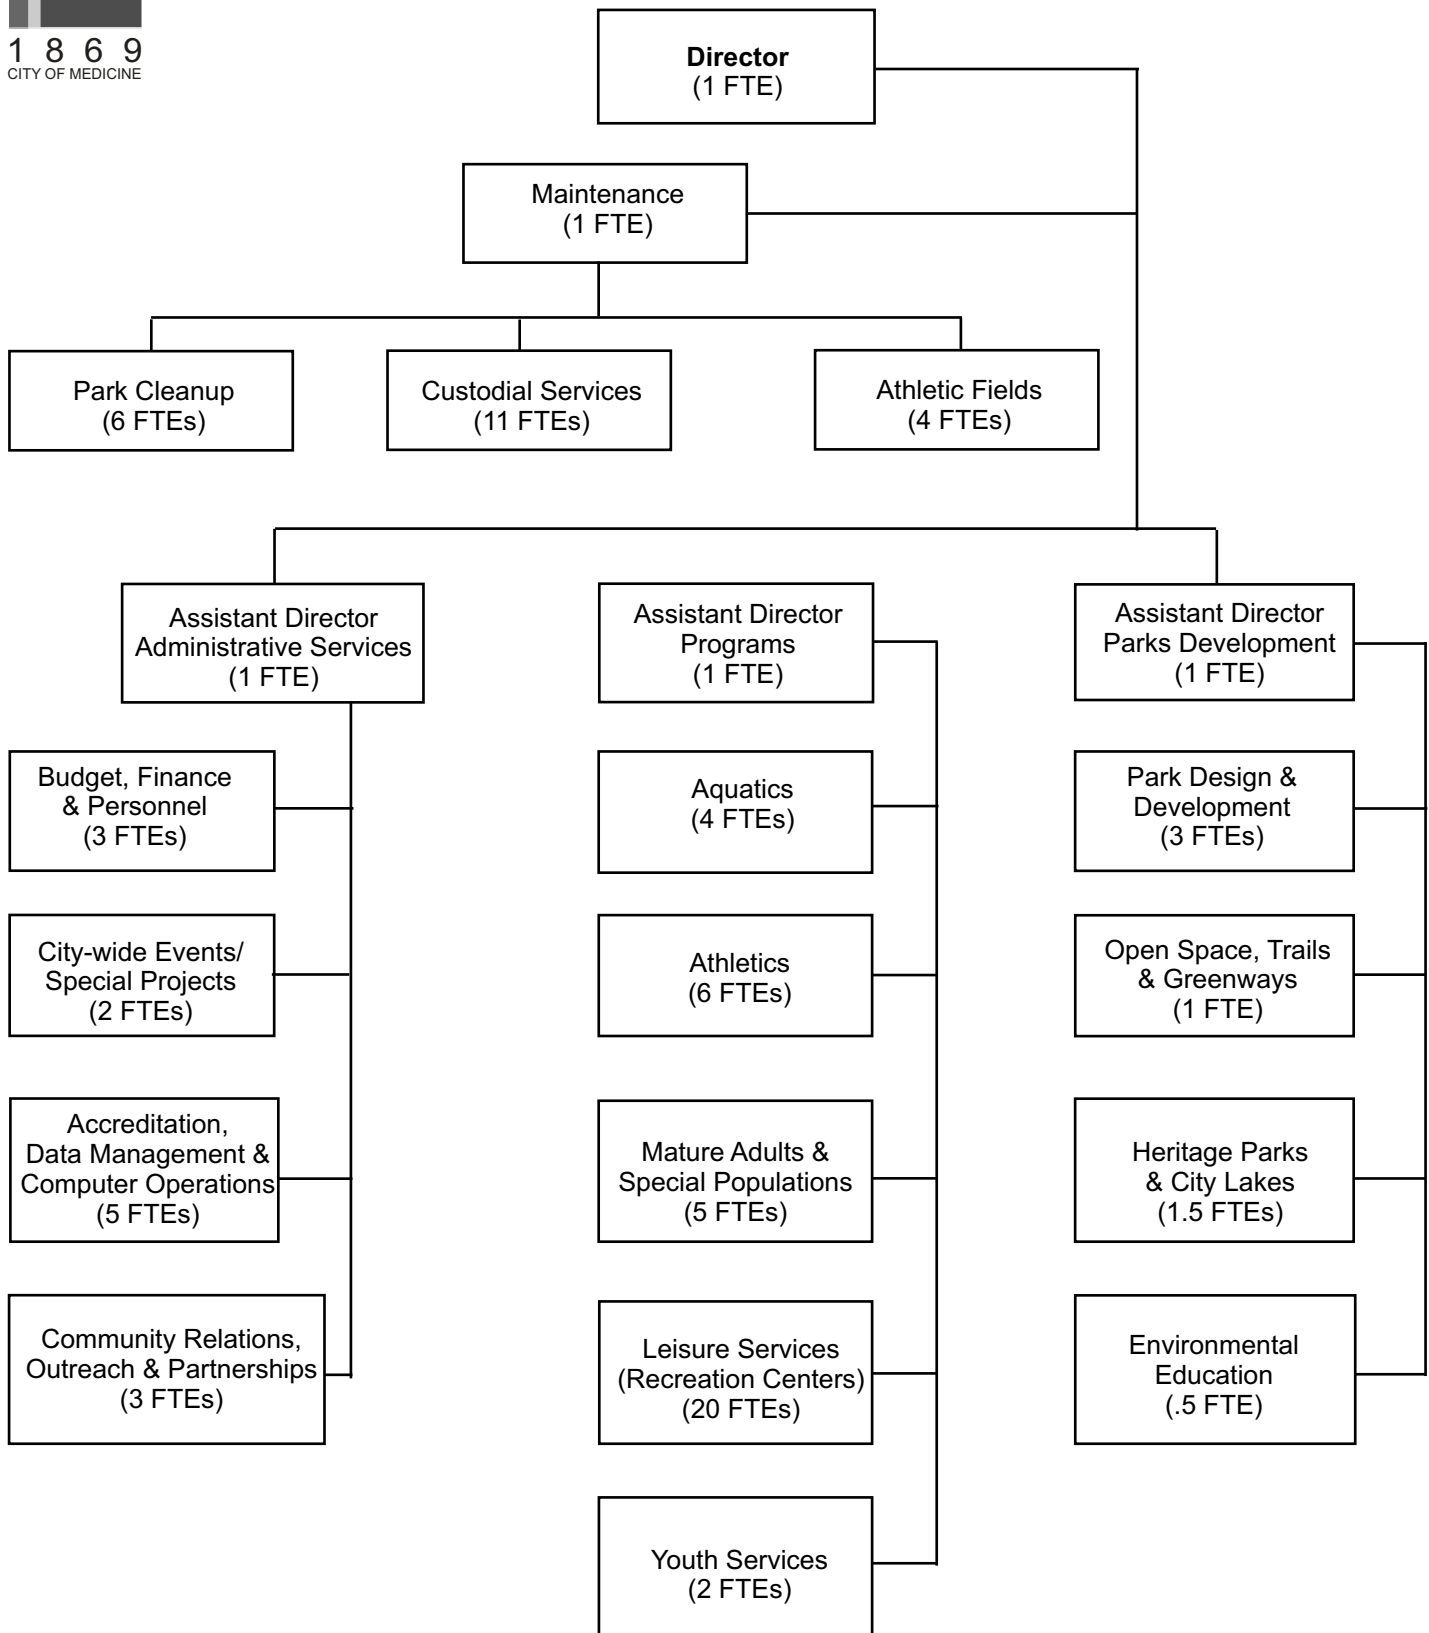 1 8 6 9
CITY OF MEDICINE
Director
(1 FTE)
Maintenance
(1 FTE)
Park Cleanup
(6 FTEs)
Custodial Services
(11 FTEs)
Athletic Fields
(4 FTEs)
Assistant Director
Administrative Services
(1 FTE)
Budget, Finance
& Personnel
(3 FTEs)
City-wide Events/
Special Projects
(2 FTEs)
Accreditation,
Data Management &
Computer Operations
(5 FTEs)
Community Relations,
Outreach & Partnerships
(3 FTEs)
Assistant Director
Programs
(1 FTE)
Aquatics
(4 FTEs)
Athletics
(6 FTEs)
Mature Adults &
Special Populations
(5 FTEs)
Leisure Services
(Recreation Centers)
(20 FTEs)
Youth Services
(2 FTEs)
Assistant Director
Parks Development
(1 FTE)
Park Design &
Development
(3 FTEs)
Open Space, Trails
& Greenways
(1 FTE)
Heritage Parks
& City Lakes
(1.5 FTEs)
Environmental
Education
(.5 FTE)